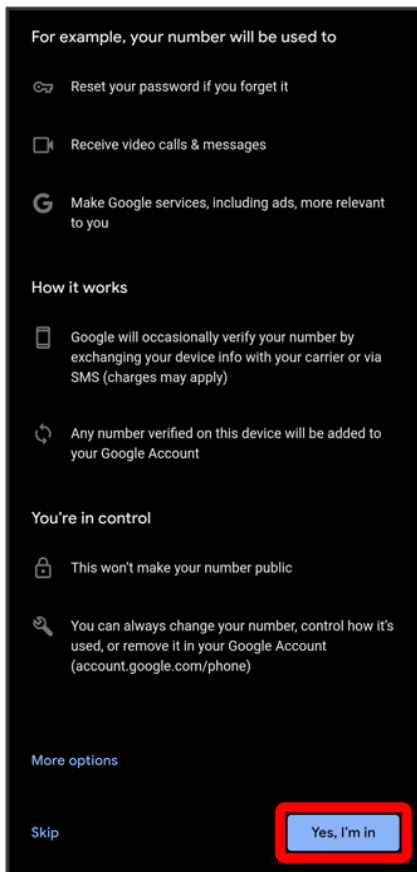 For example, your number will be used to
Reset your password if you forget it
Receive video calls & messages
Make Google services, including ads, more relevant
to you
How it works
Google will occasionally verify your number by
exchanging your device info with your carrier or via
SMS (charges may apply)
Any number verified on this device will be added to
your Google Account
You're in control
This won't make your number public
You can always change your number, control how it's
used, or remove it in your Google Account
(account.google.com/phone)
More options
Skip
Yes, I'm in